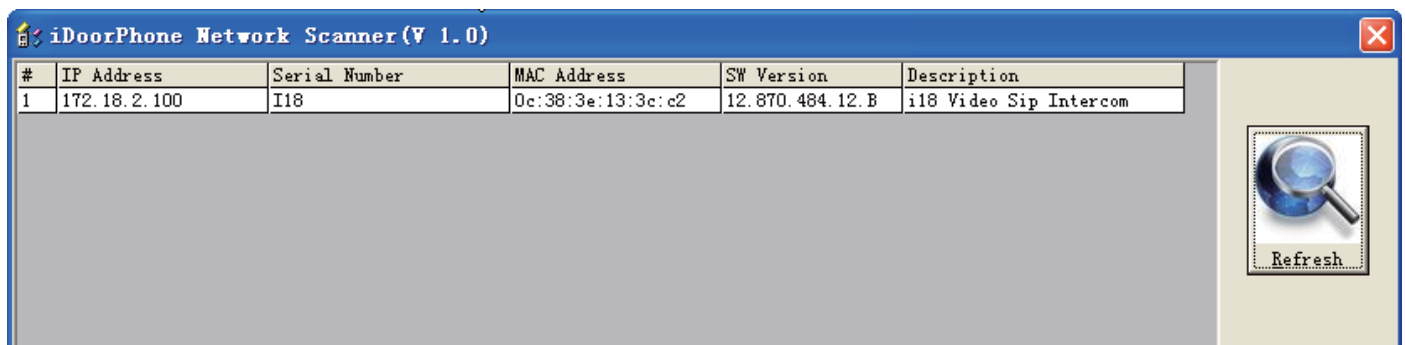 iDoorPhone Network Scanner(V 1.0)
# IP Address Serial Number MAC Address SW Version Description
1 172.18.2.100 I18 0c:38:3e:13:3c:c2 12.870.484.12.B i18 Video Sip Intercom
Refresh